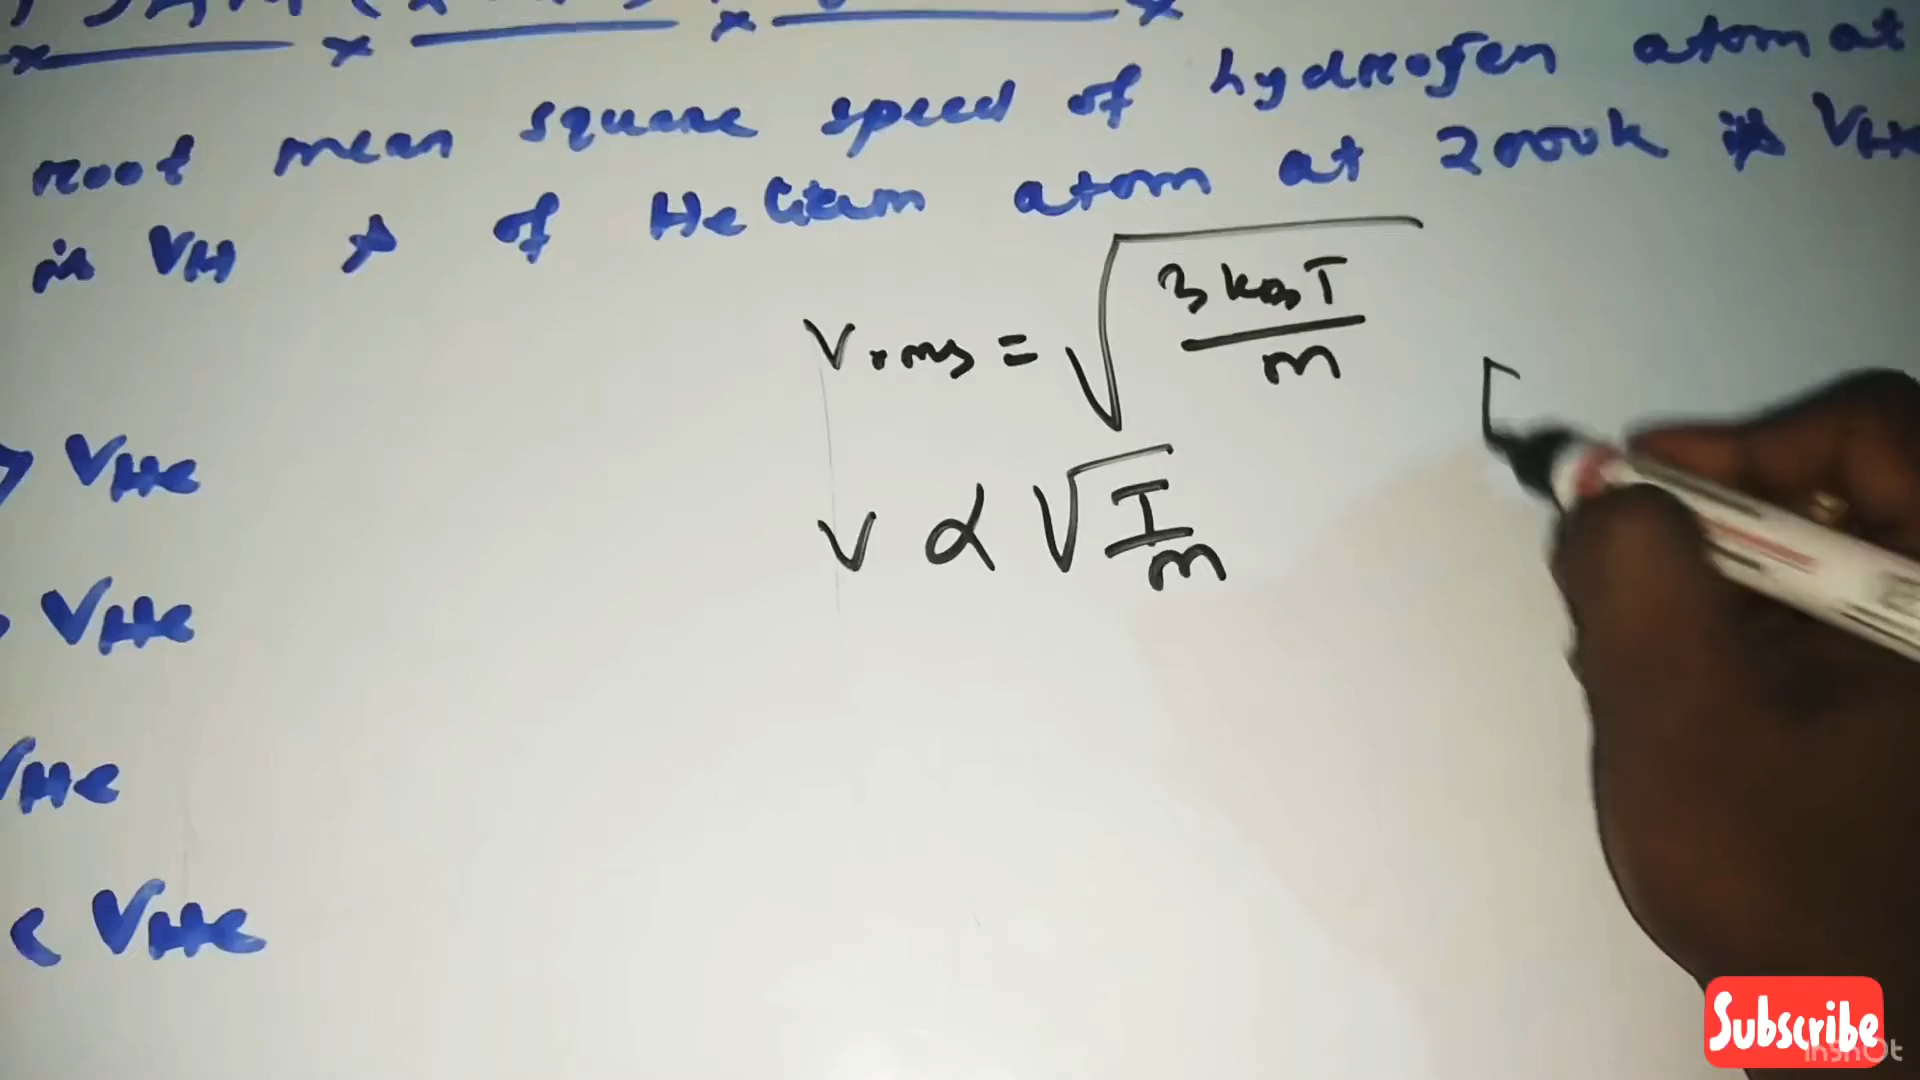 root mean square speed of hydrogen atom at
is VH & of Helium atom at 2000k is VHe
Vrms = √(3kBT/m)
V ∝ √(T/m)
> VHe
VHe
VHe
< VHe
Subscribe
InShOt